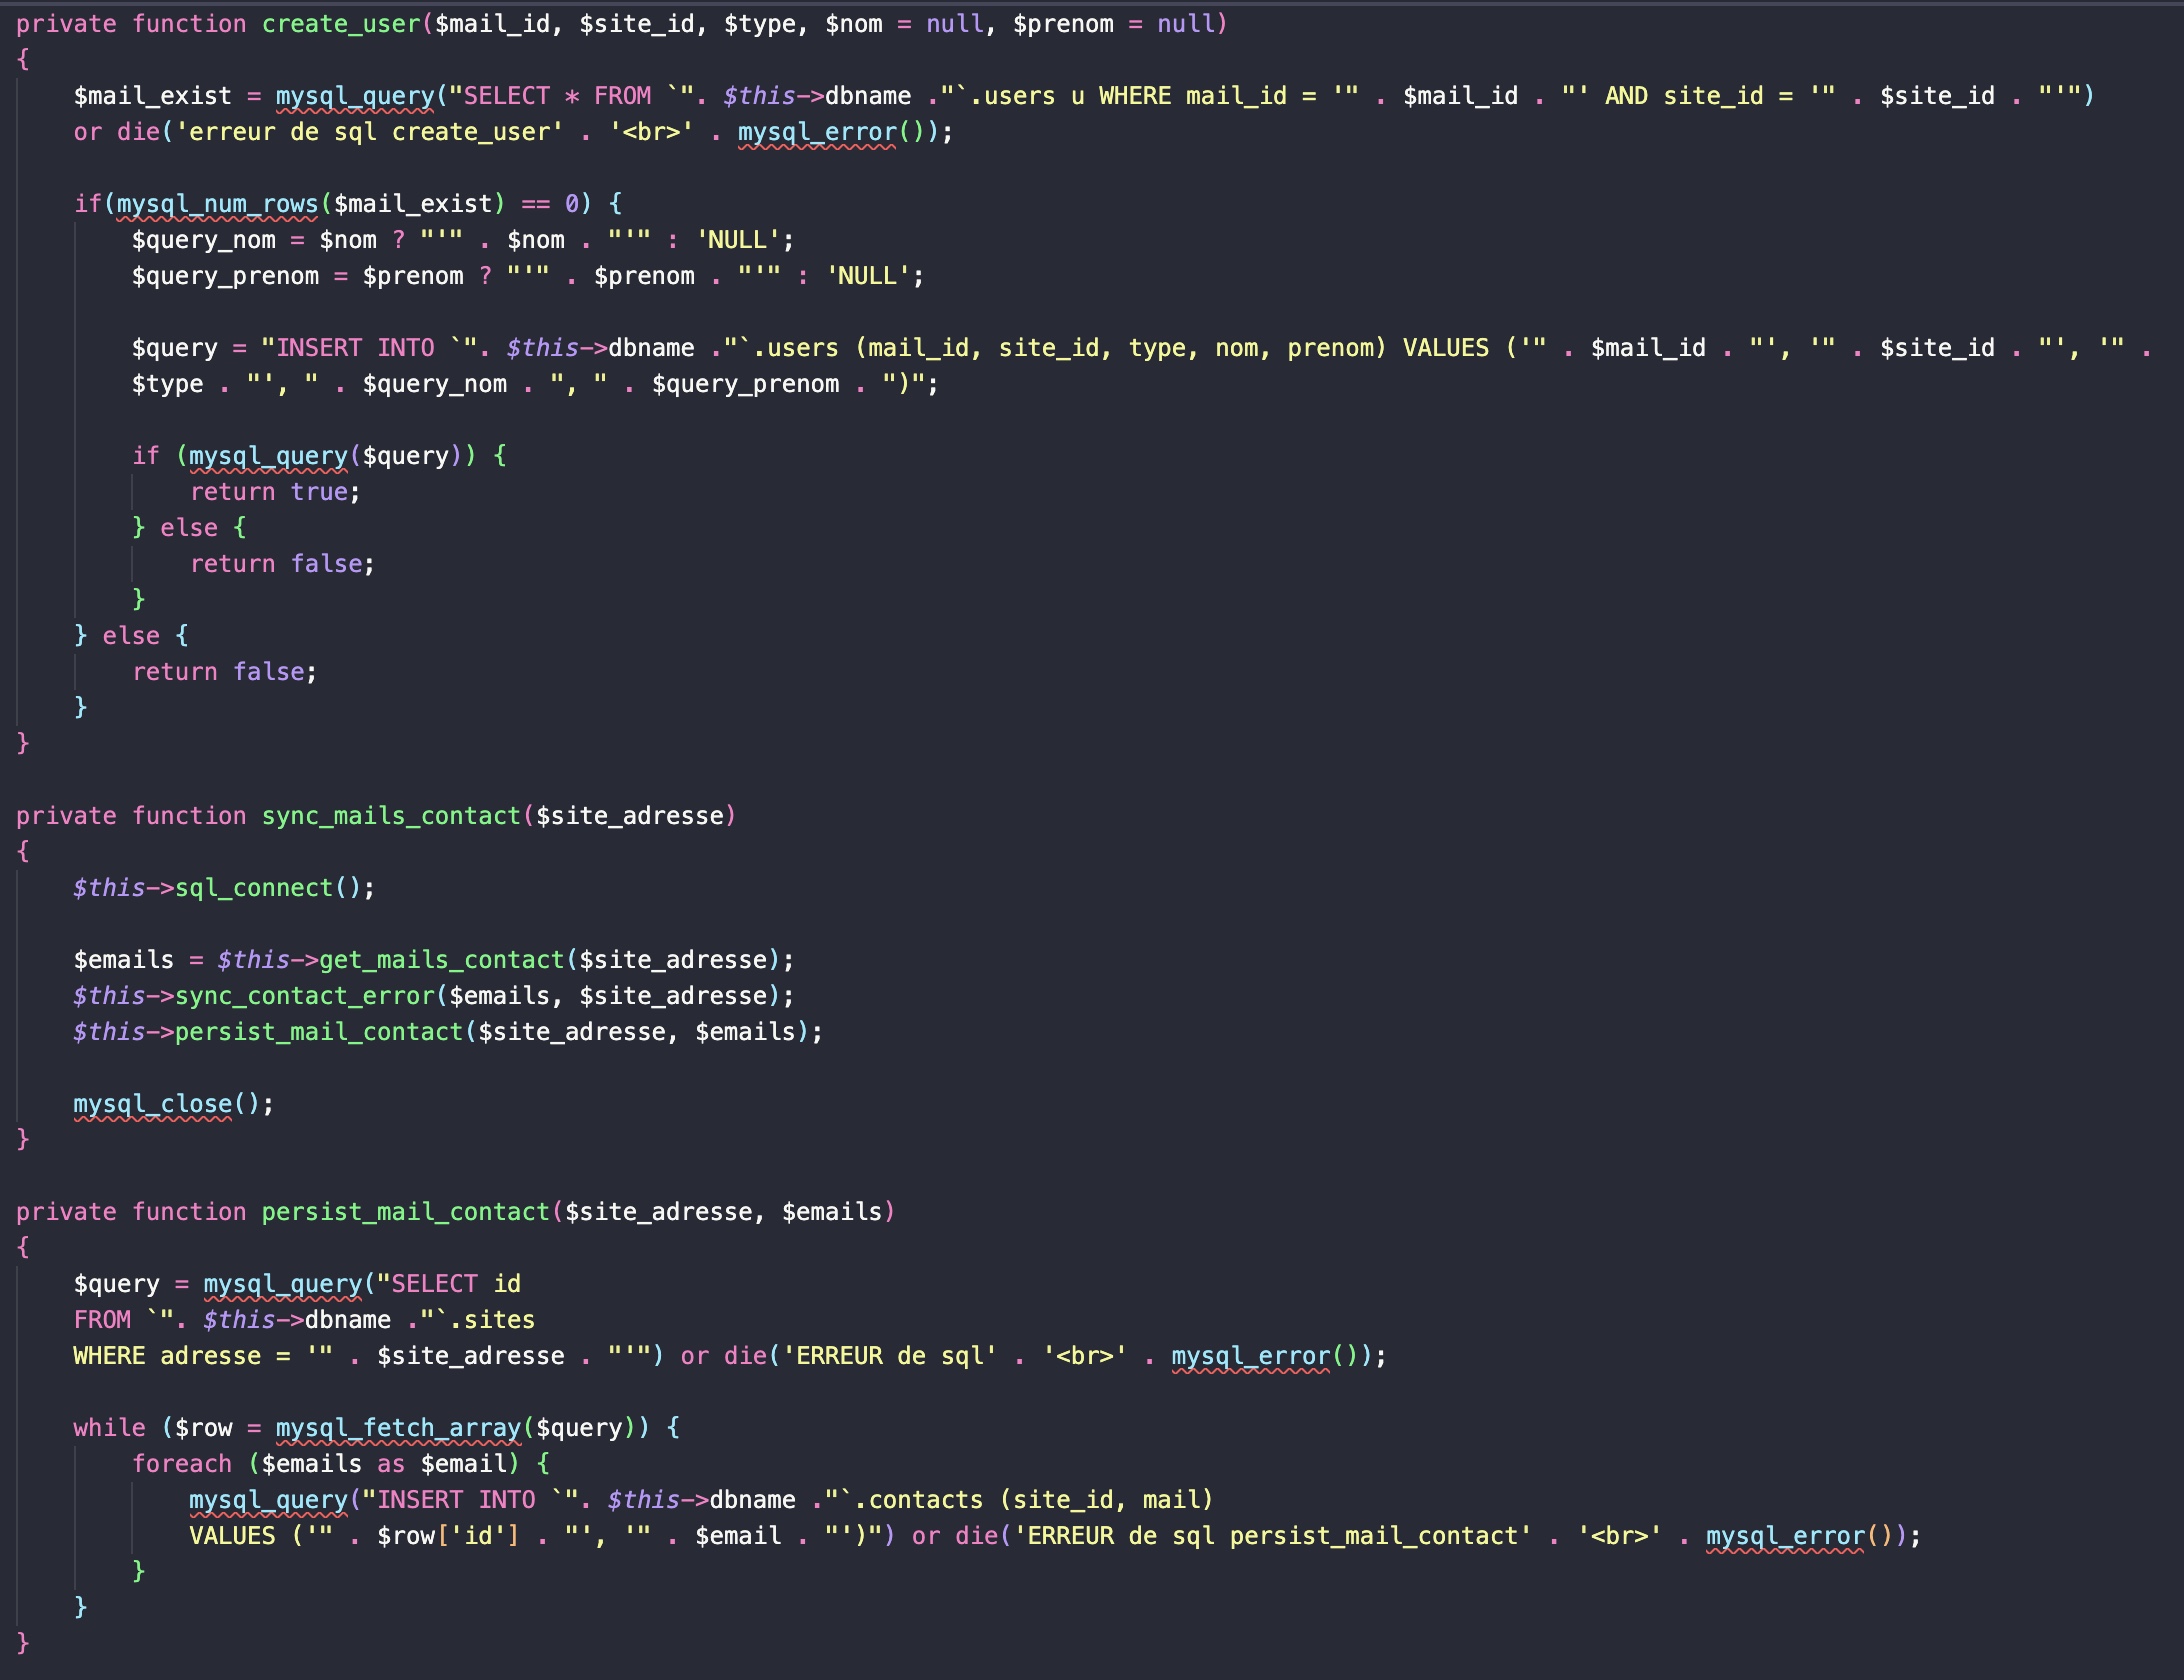 private function create_user($mail_id, $site_id, $type, $nom = null, $prenom = null)
{
    $mail_exist = mysql_query("SELECT * FROM `". $this->dbname ."`.users u WHERE mail_id = '" . $mail_id . "' AND site_id = '" . $site_id . "'")
    or die('erreur de sql create_user' . '<br>' . mysql_error());

    if(mysql_num_rows($mail_exist) == 0) {
        $query_nom = $nom ? "'" . $nom . "'" : 'NULL';
        $query_prenom = $prenom ? "'" . $prenom . "'" : 'NULL';

        $query = "INSERT INTO `". $this->dbname ."`.users (mail_id, site_id, type, nom, prenom) VALUES ('" . $mail_id . "', '" . $site_id . "', '" .
        $type . "', " . $query_nom . ", " . $query_prenom . ")";

        if (mysql_query($query)) {
            return true;
        } else {
            return false;
        }
    } else {
        return false;
    }
}

private function sync_mails_contact($site_adresse)
{
    $this->sql_connect();

    $emails = $this->get_mails_contact($site_adresse);
    $this->sync_contact_error($emails, $site_adresse);
    $this->persist_mail_contact($site_adresse, $emails);

    mysql_close();
}

private function persist_mail_contact($site_adresse, $emails)
{
    $query = mysql_query("SELECT id
    FROM `". $this->dbname ."`.sites
    WHERE adresse = '" . $site_adresse . "'") or die('ERREUR de sql' . '<br>' . mysql_error());

    while ($row = mysql_fetch_array($query)) {
        foreach ($emails as $email) {
            mysql_query("INSERT INTO `". $this->dbname ."`.contacts (site_id, mail)
            VALUES ('" . $row['id'] . "', '" . $email . "')") or die('ERREUR de sql persist_mail_contact' . '<br>' . mysql_error());
        }
    }
}